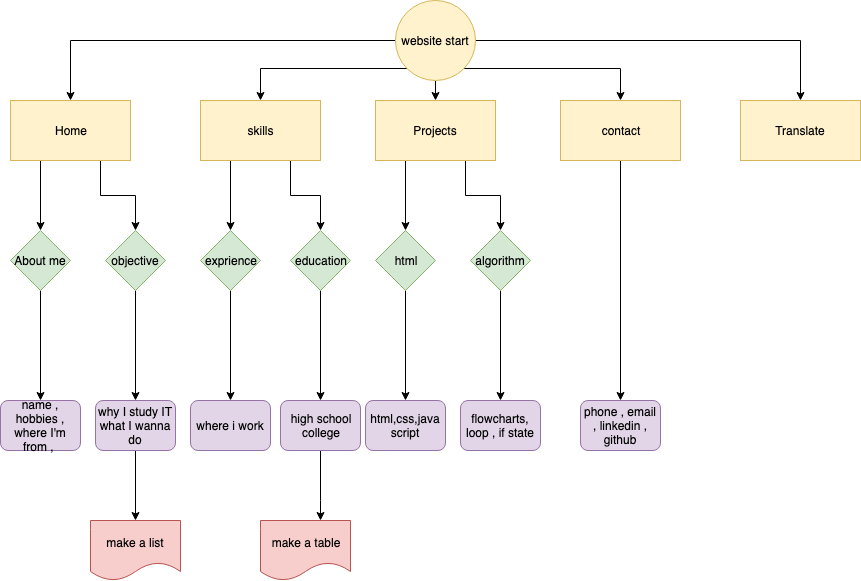 website start
Home
skills
Projects
contact
Translate
About me
objective
exprience
education
html
algorithm
name ,
hobbies ,
where I'm
from ,
why I study IT
what I wanna
do
where i work
high school
college
html,css,java
script
flowcharts,
loop , if state
phone , email
, linkedin ,
github
make a list
make a table